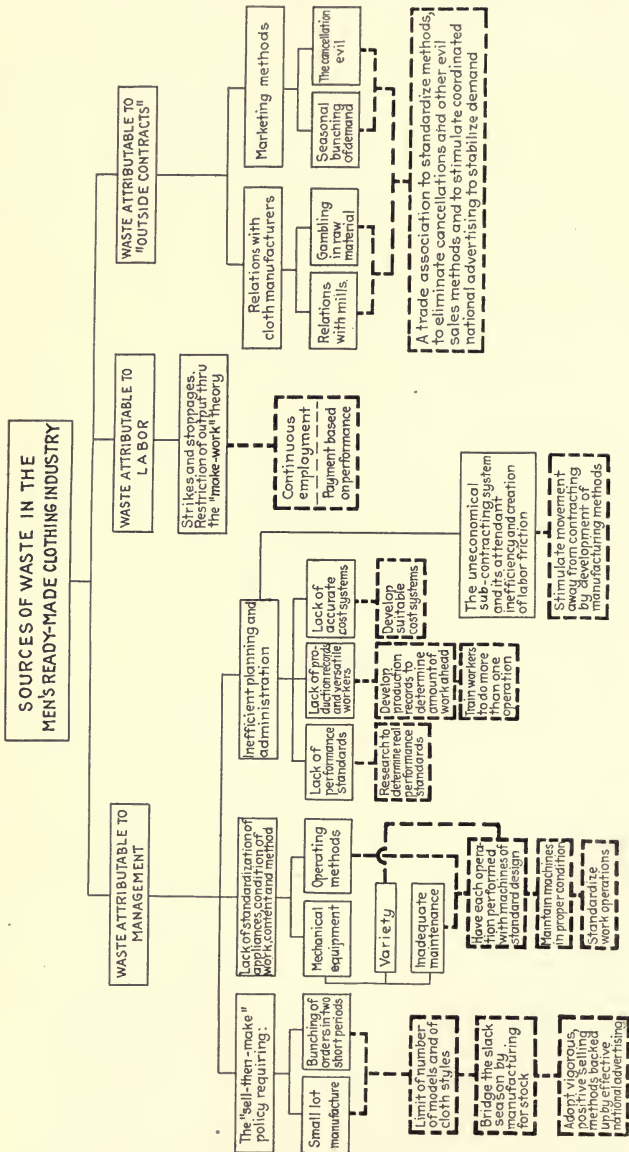 SOURCES OF WASTE IN THE
MEN'S READY-MADE CLOTHING INDUSTRY
WASTE ATTRIBUTABLE TO
MANAGEMENT
The "sell-then-make"
policy requiring:
Small lot
manufacture
Bunching of
orders in two
short periods
Limit of number
of models and of
cloth styles
Bridge the slack
season by
manufacturing
for stock
Adopt vigorous,
positive selling
methods backed
up by effective
national advertising
Lack of standardization of
appliances, condition of
work, content and method
Mechanical
equipment
Operating
methods
Variety
Inadequate
maintenance
Have each opera-
tion performed
with machines of
standard design
Maintain machines
in proper condition
Standardize
work operations
Inefficient planning and
administration
Lack of
performance
standards
Research to
determine real
performance
standards
Lack of pro-
duction records
and versatile
workers
Develop
production
records to
determine
amount of
work ahead
Train workers
to do more
than one
operation
Lack of
accurate
cost systems
Develop
suitable
cost systems
The uneconomical
sub-contracting system
and its attendant
inefficiency and creation
of labor friction
Stimulate movement
away from contracting
by development of
manufacturing methods
WASTE ATTRIBUTABLE TO
LABOR
Strikes and stoppages.
Restriction of output thru
the "make-work" theory
Continuous
employment
Payment based
on performance
WASTE ATTRIBUTABLE TO
"OUTSIDE CONTRACTS"
Relations with
cloth manufacturers
Relations
with mills.
Gambling
in raw
material
Marketing methods
Seasonal
bunching
of demand
The cancellation
evil
A trade association to standardize methods,
to eliminate cancellations and other evil
sales methods and to stimulate coordinated
national advertising to stabilize demand